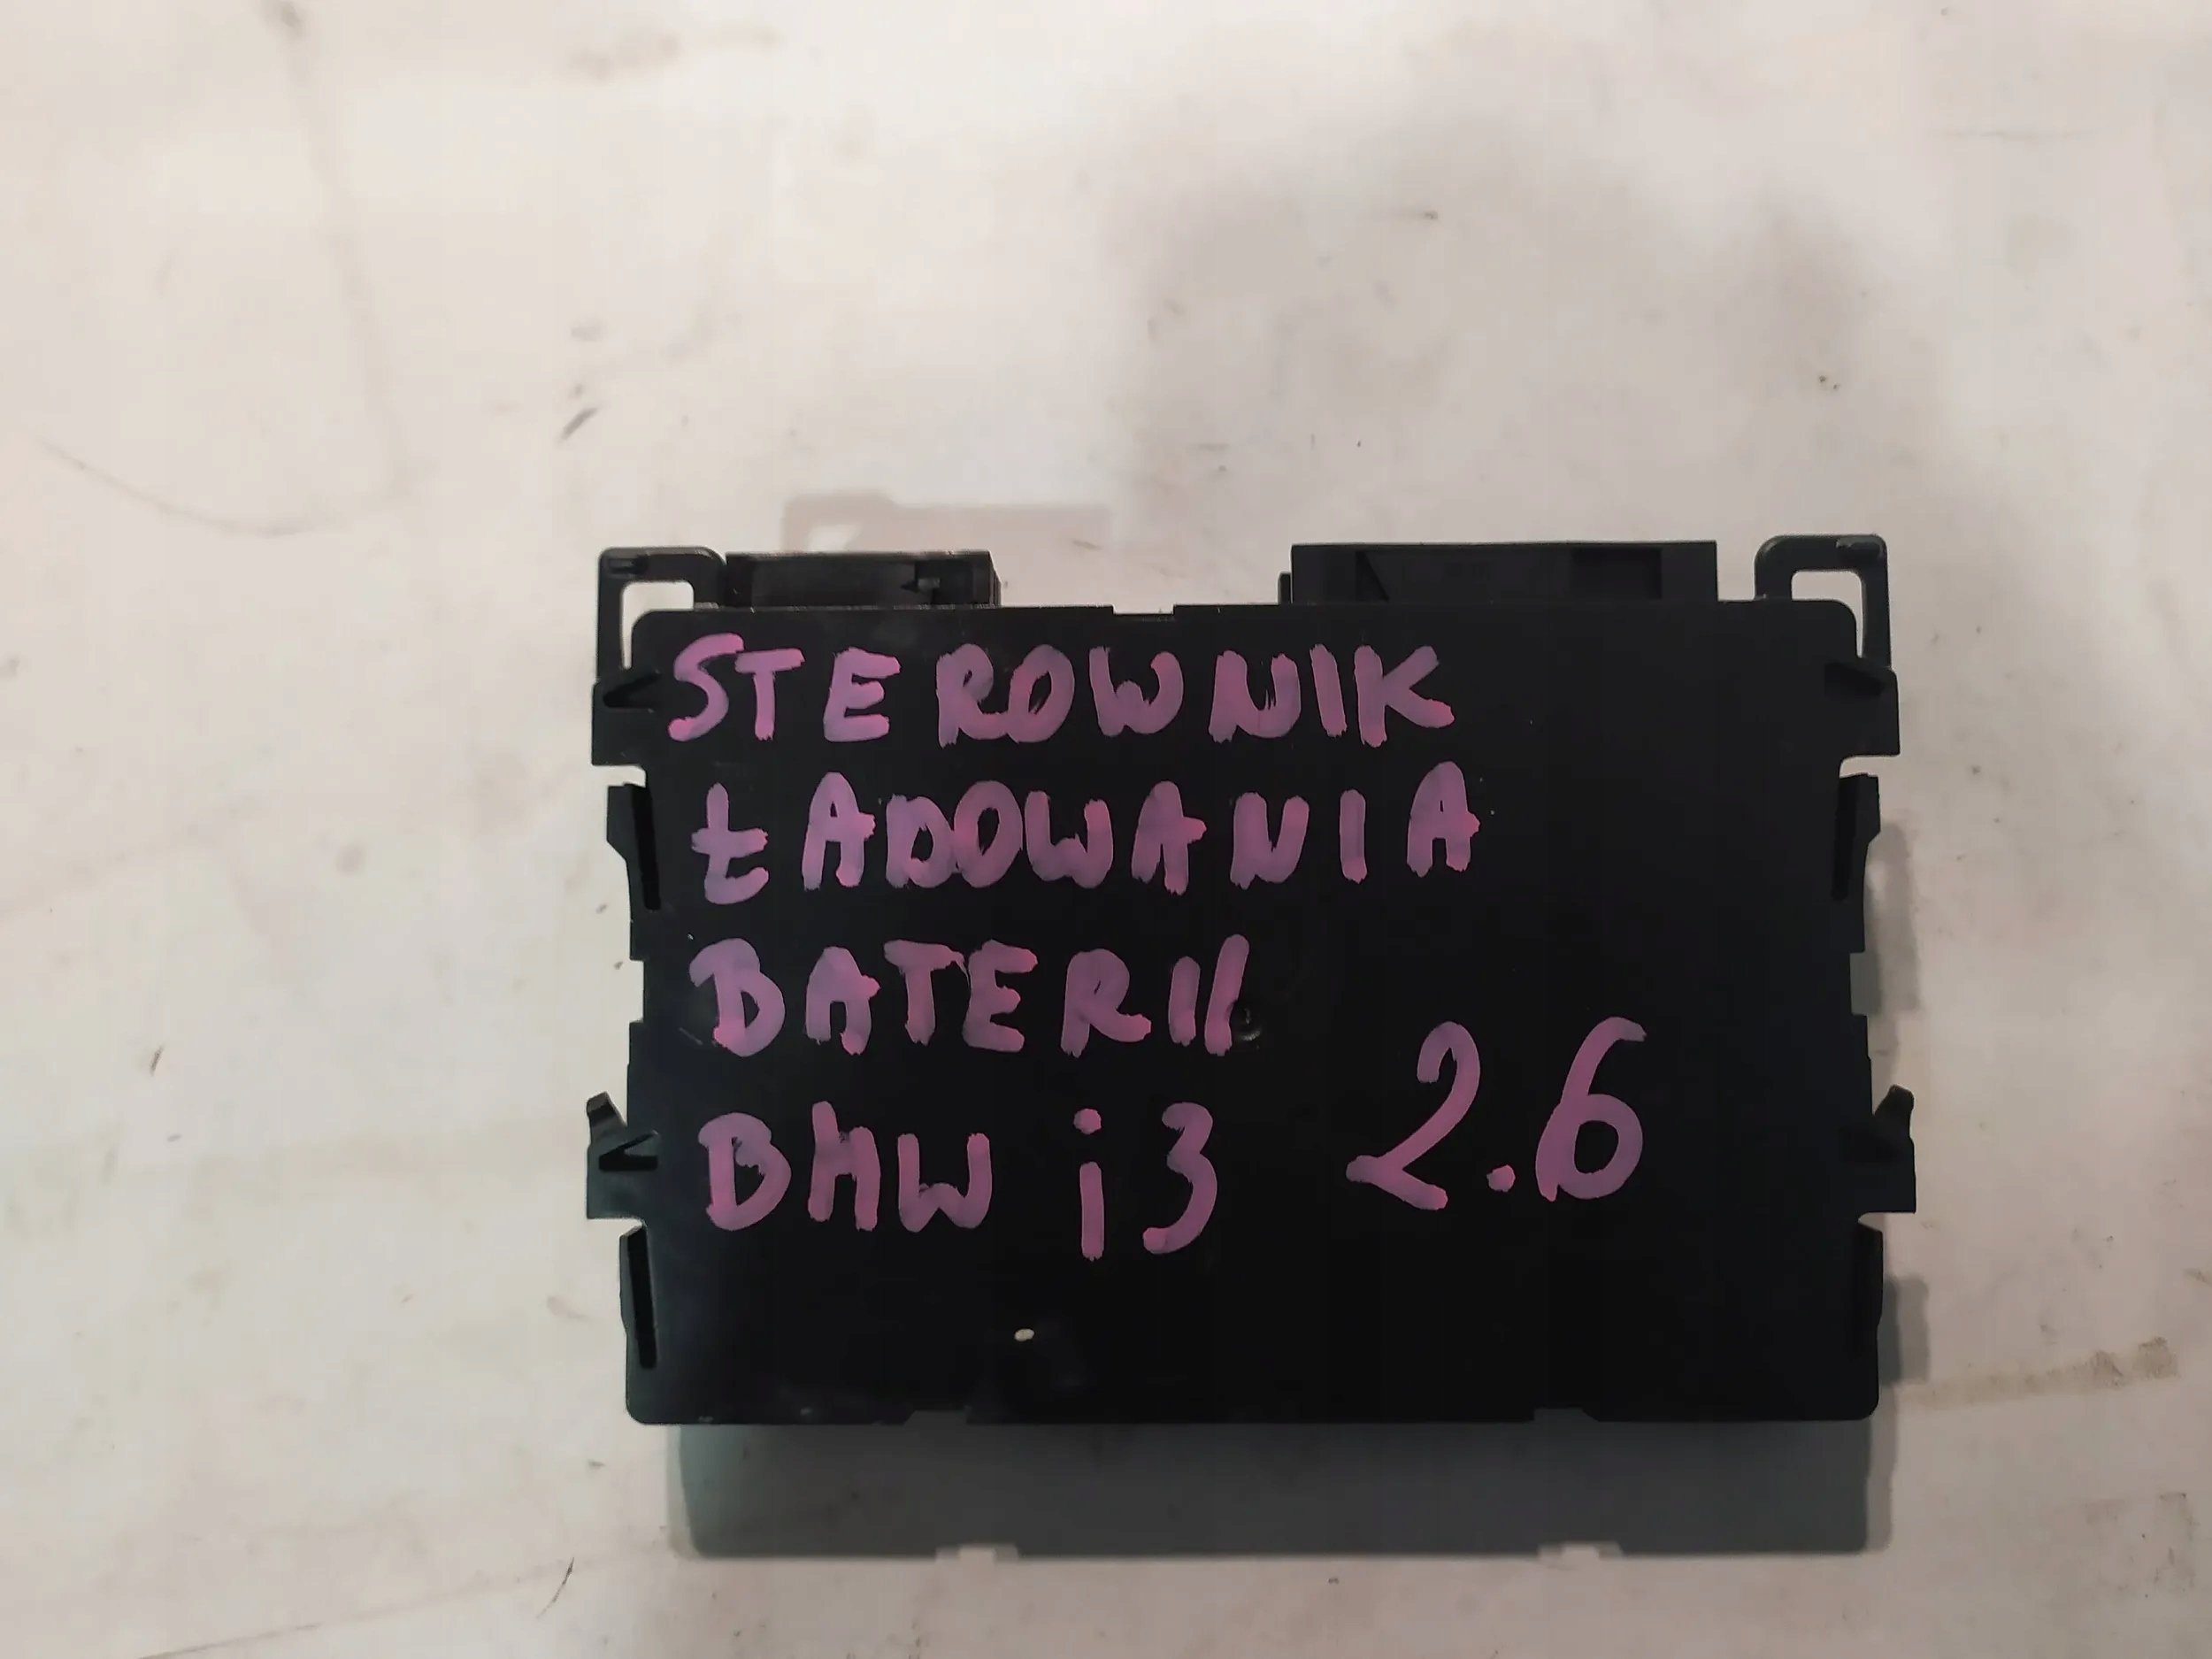 STEROWNIK
ŁADOWANIA
BATERII
BMW i3 2.6